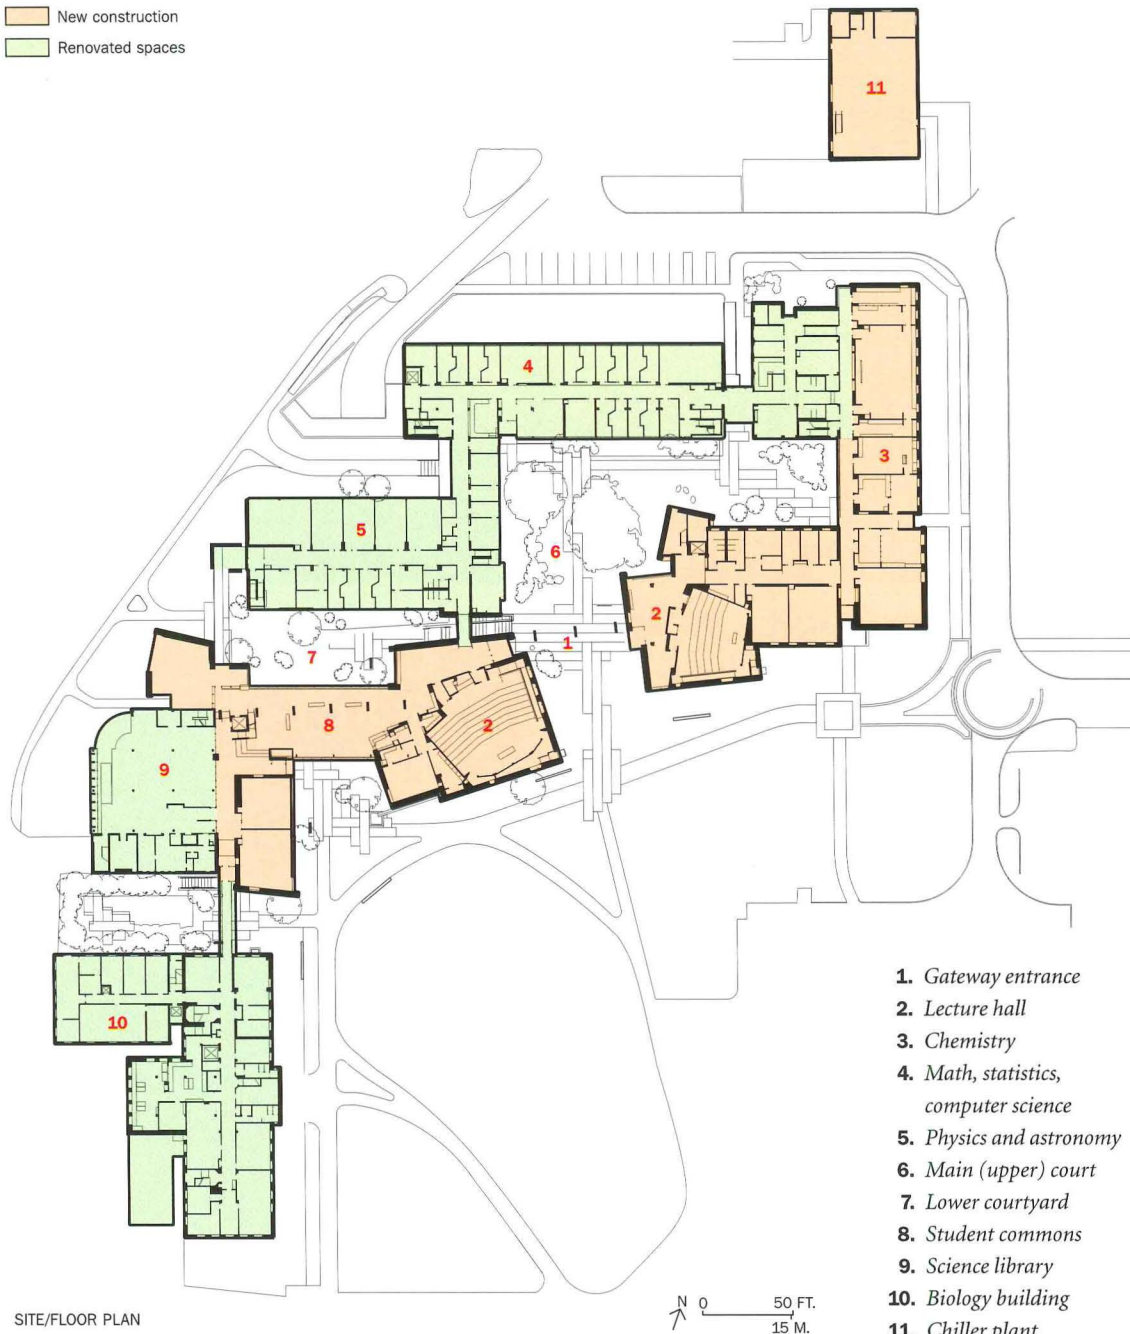 New construction
Renovated spaces
11
4
3
5
6
2
1
7
8
2
9
10
1. Gateway entrance
2. Lecture hall
3. Chemistry
4. Math, statistics,
computer science
5. Physics and astronomy
6. Main (upper) court
7. Lower courtyard
8. Student commons
9. Science library
10. Biology building
11. Chiller plant
SITE/FLOOR PLAN
N 0 50 FT.
15 M.